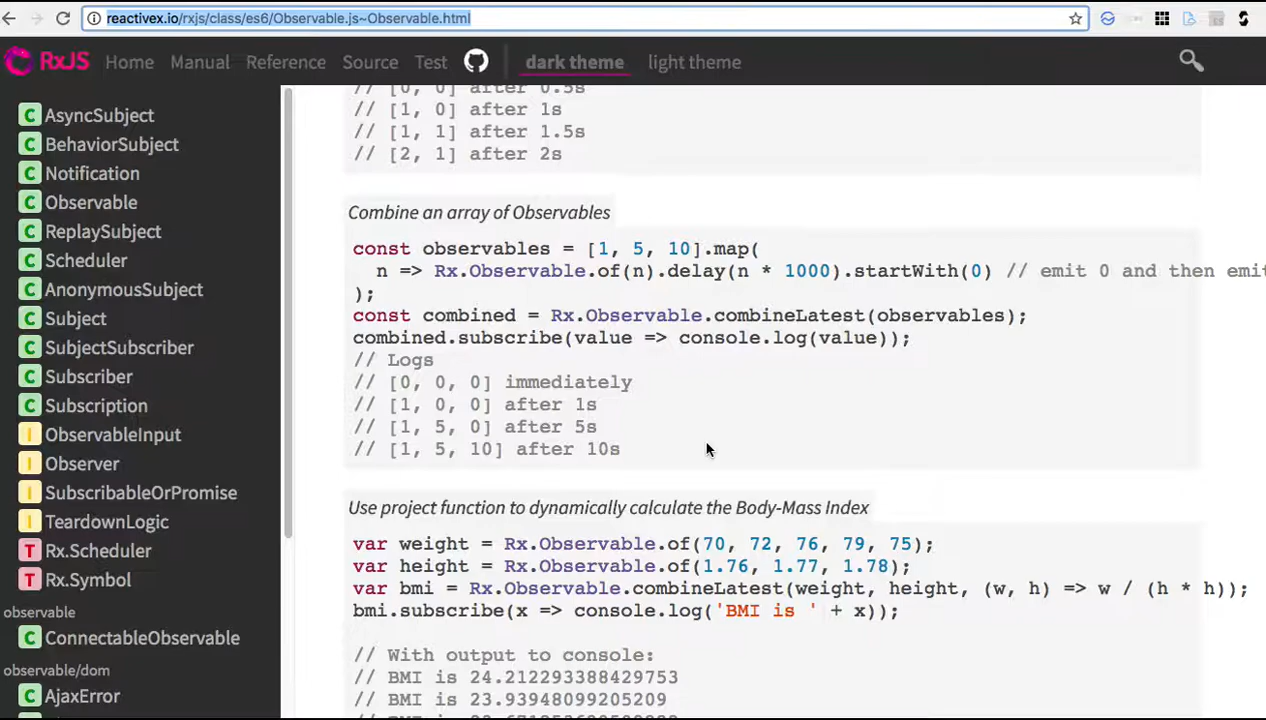 reactivex.io/rxjs/class/es6/Observable.js~Observable.html
RxJS Home Manual Reference Source Test dark theme light theme
C AsyncSubject
C BehaviorSubject
C Notification
C Observable
C ReplaySubject
C Scheduler
C AnonymousSubject
C Subject
C SubjectSubscriber
C Subscriber
C Subscription
I ObservableInput
I Observer
I SubscribableOrPromise
I TeardownLogic
T Rx.Scheduler
T Rx.Symbol
observable
C ConnectableObservable
observable/dom
C AjaxError
// [0, 0] after 0.5s
// [1, 0] after 1s
// [1, 1] after 1.5s
// [2, 1] after 2s
Combine an array of Observables
const observables = [1, 5, 10].map(
n => Rx.Observable.of(n).delay(n * 1000).startWith(0) // emit 0 and then emit
);
const combined = Rx.Observable.combineLatest(observables);
combined.subscribe(value => console.log(value));
// Logs
// [0, 0, 0] immediately
// [1, 0, 0] after 1s
// [1, 5, 0] after 5s
// [1, 5, 10] after 10s
Use project function to dynamically calculate the Body-Mass Index
var weight = Rx.Observable.of(70, 72, 76, 79, 75);
var height = Rx.Observable.of(1.76, 1.77, 1.78);
var bmi = Rx.Observable.combineLatest(weight, height, (w, h) => w / (h * h));
bmi.subscribe(x => console.log('BMI is ' + x));
// With output to console:
// BMI is 24.212293388429753
// BMI is 23.93948099205209